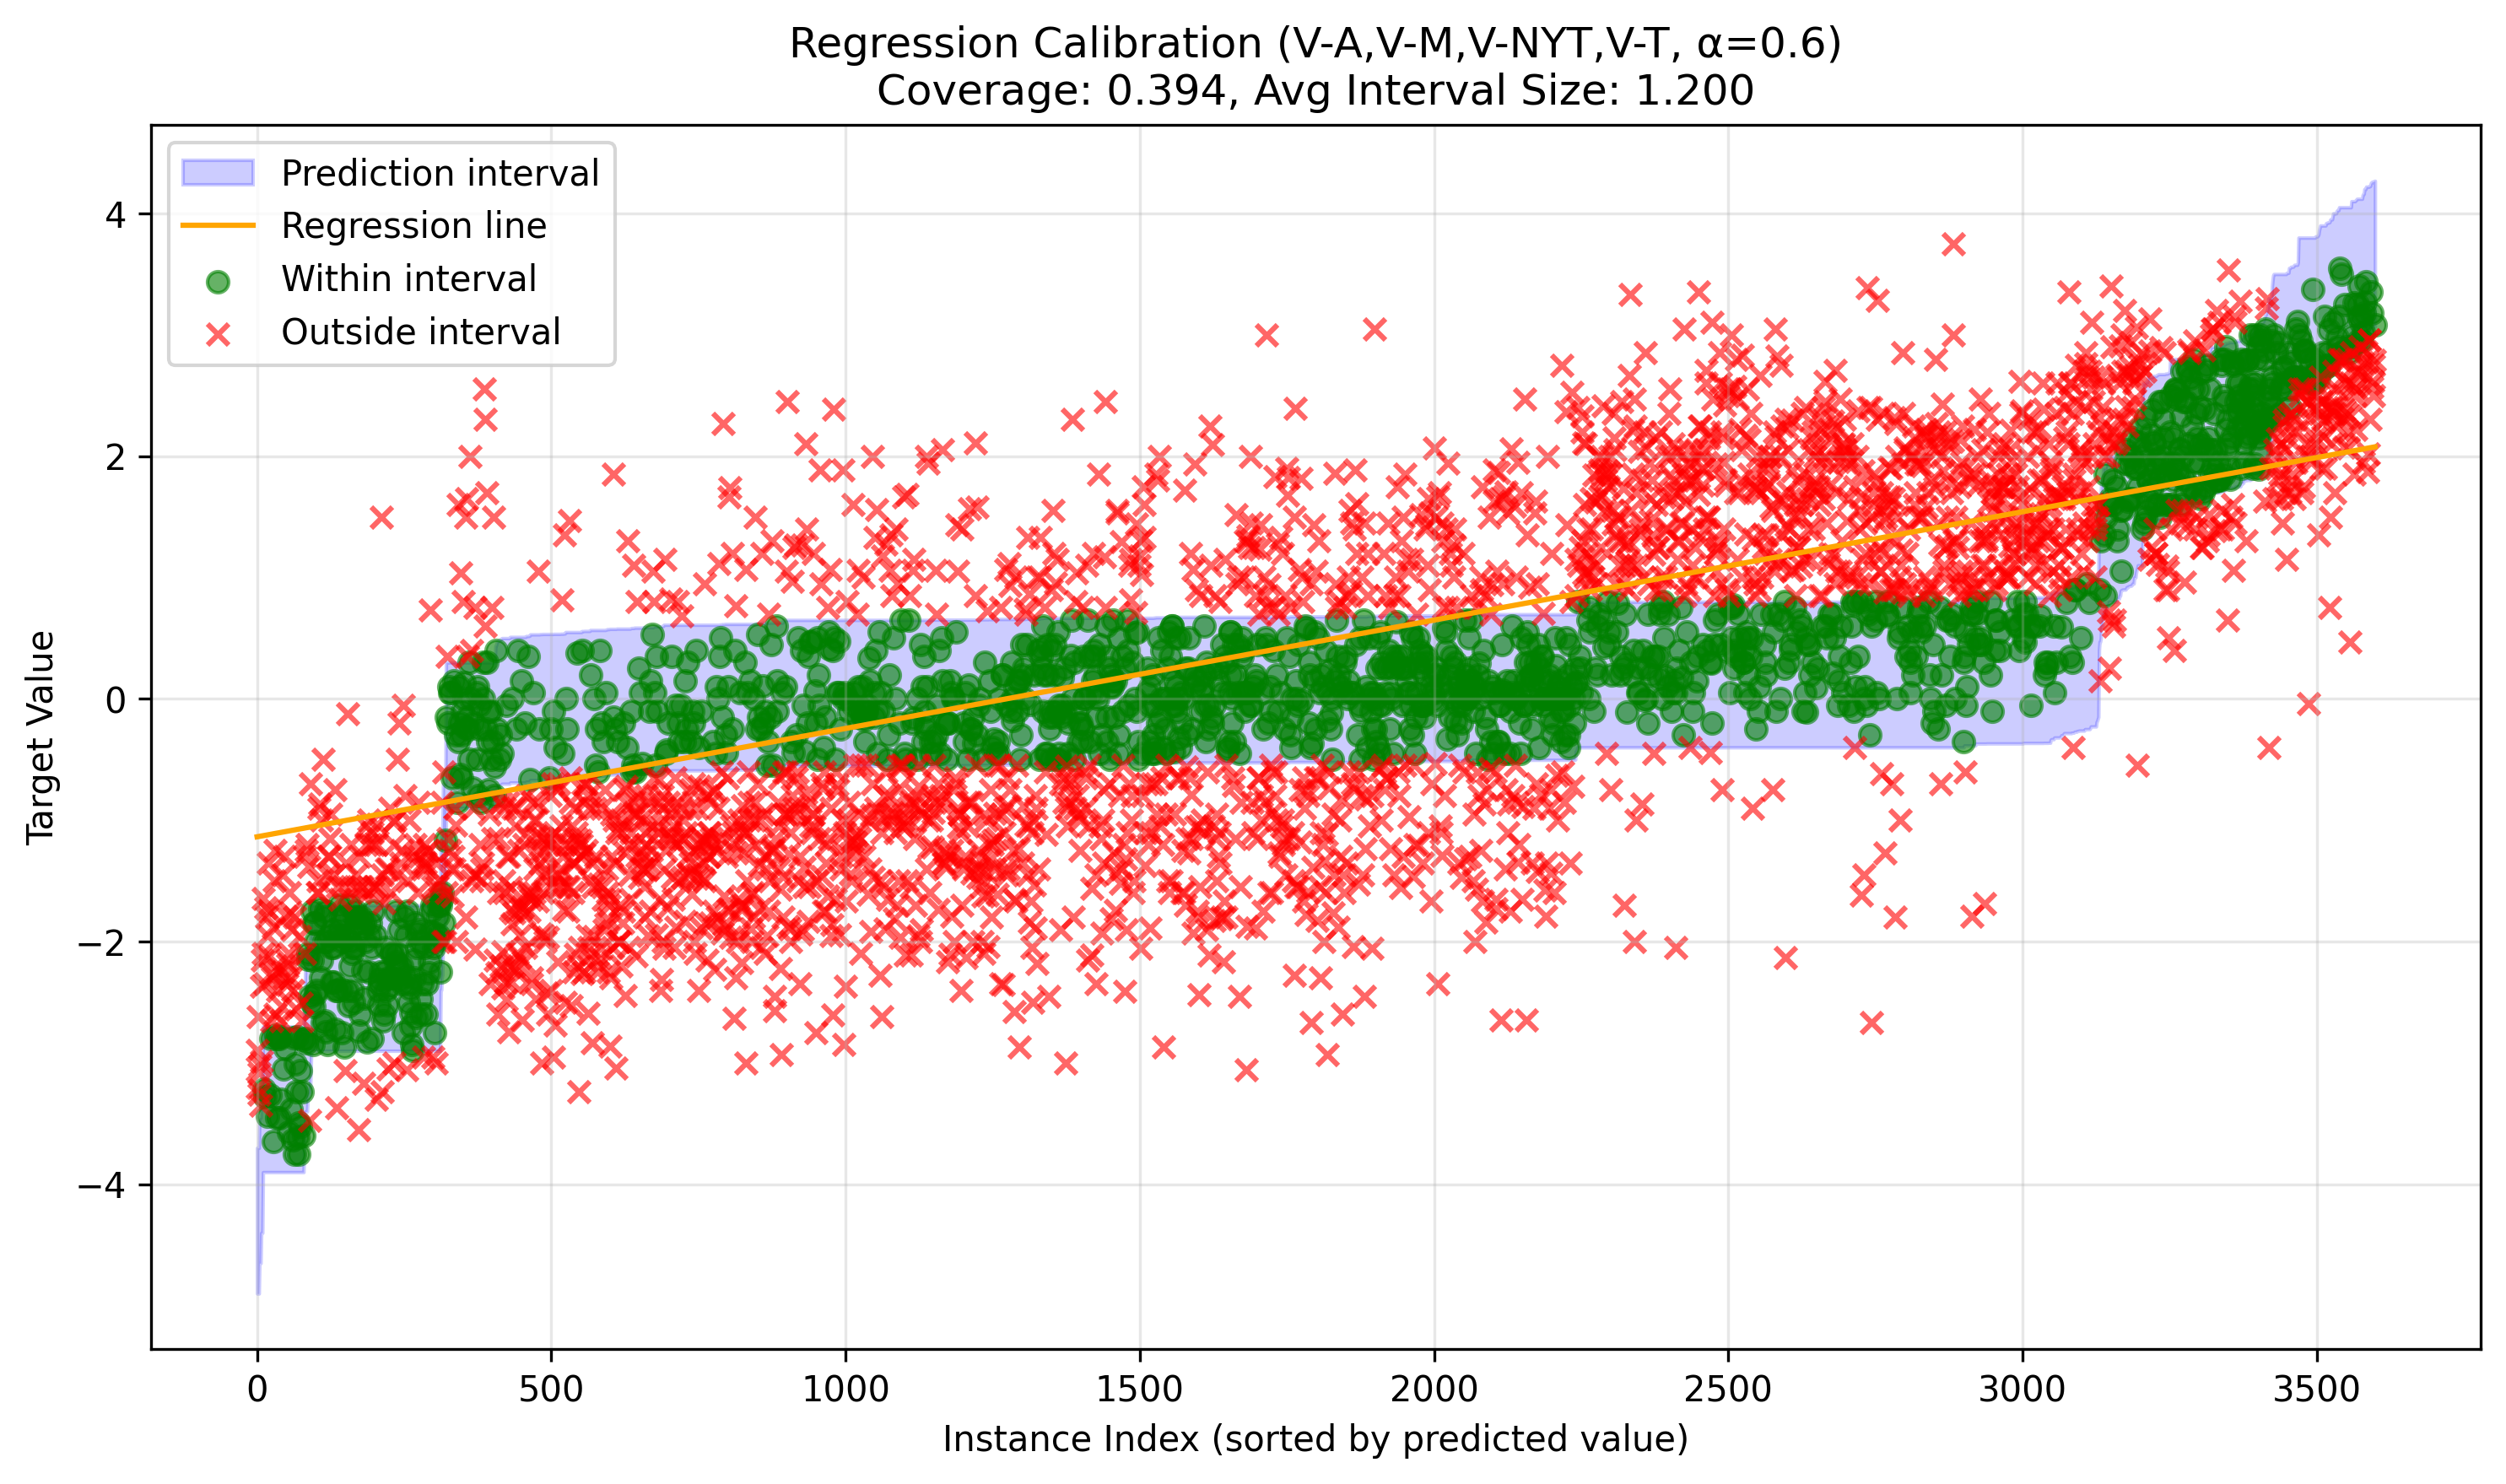 Regression Calibration (V-A,V-M,V-NYT,V-T, α=0.6)
Coverage: 0.394, Avg Interval Size: 1.200
Prediction interval
Regression line
Within interval
Outside interval
Target Value
4
2
0
−2
−4
0 500 1000 1500 2000 2500 3000 3500
Instance Index (sorted by predicted value)